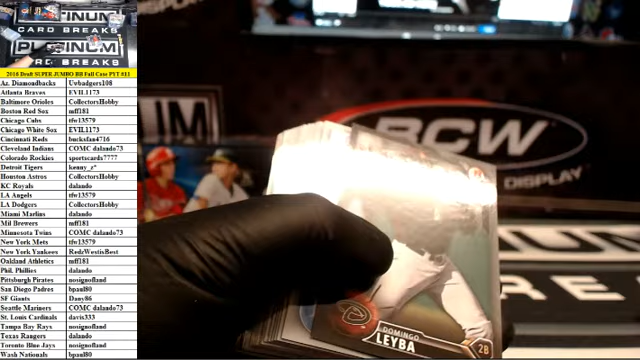 PLATINUM
CARD BREAKS
PLATINUM
CARD BREAKS
2016 Draft SUPER JUMBO BB Full Case PYT #11
Az. Diamondbacks Uwbadgers108
Atlanta Braves EVIL1173
Baltimore Orioles CollectorsHobby
Boston Red Sox mff181
Chicago Cubs tfw13579
Chicago White Sox EVIL1173
Cincinnati Reds bucksfan4716
Cleveland Indians COMC dalando73
Colorado Rockies sportscards7777
Detroit Tigers kenny_z*
Houston Astros CollectorsHobby
KC Royals dalando
LA Angels tfw13579
LA Dodgers CollectorsHobby
Miami Marlins dalando
Mil Brewers mff181
Minnesota Twins COMC dalando73
New York Mets tfw13579
New York Yankees RedzWestisBest
Oakland Athletics mff181
Phil. Phillies dalando
Pittsburgh Pirates nosignofland
San Diego Padres bpaul80
SF Giants Dany86
Seattle Mariners COMC dalando73
St. Louis Cardinals davis333
Tampa Bay Rays nosignofland
Texas Rangers dalando
Toronto Blue Jays nosignofland
Wash Nationals bpaul80
BCW
DISPLAY
DOMINGO
LEYBA
28